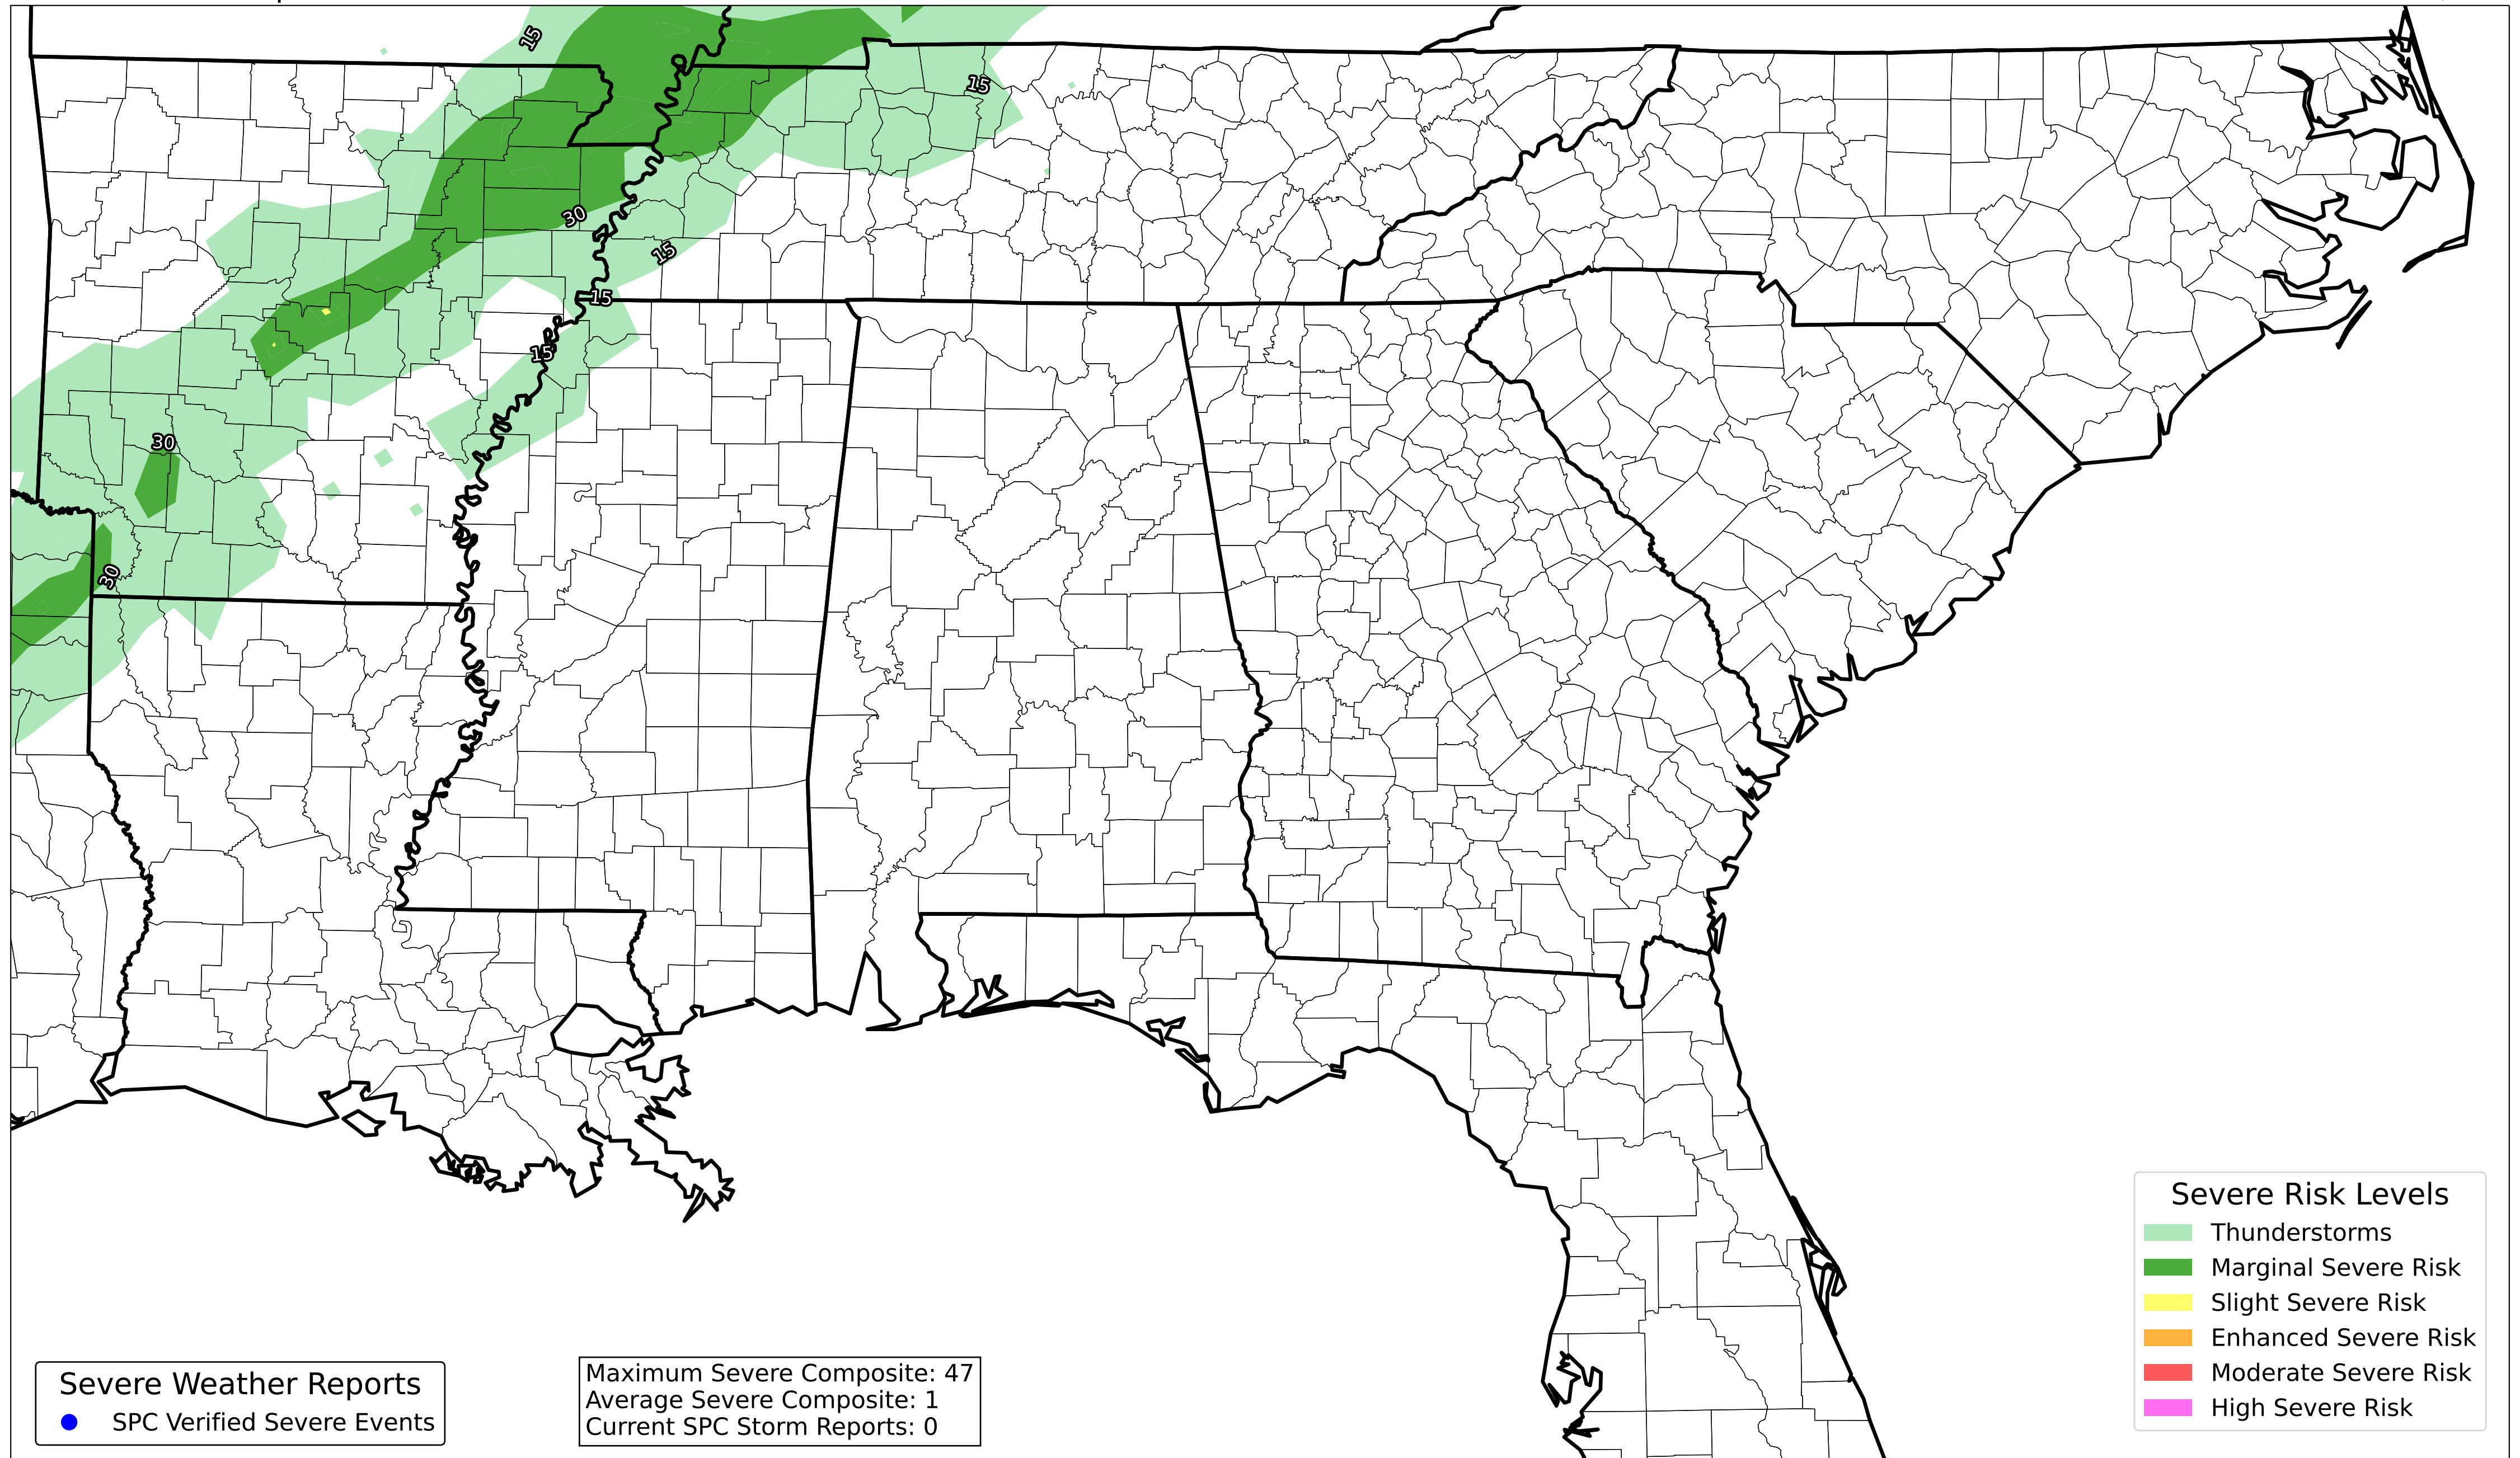 15
15
30
15
15
15
30
30
Severe Risk Levels
Thunderstorms
Marginal Severe Risk
Slight Severe Risk
Enhanced Severe Risk
Moderate Severe Risk
High Severe Risk
Severe Weather Reports
SPC Verified Severe Events
Maximum Severe Composite: 47
Average Severe Composite: 1
Current SPC Storm Reports: 0